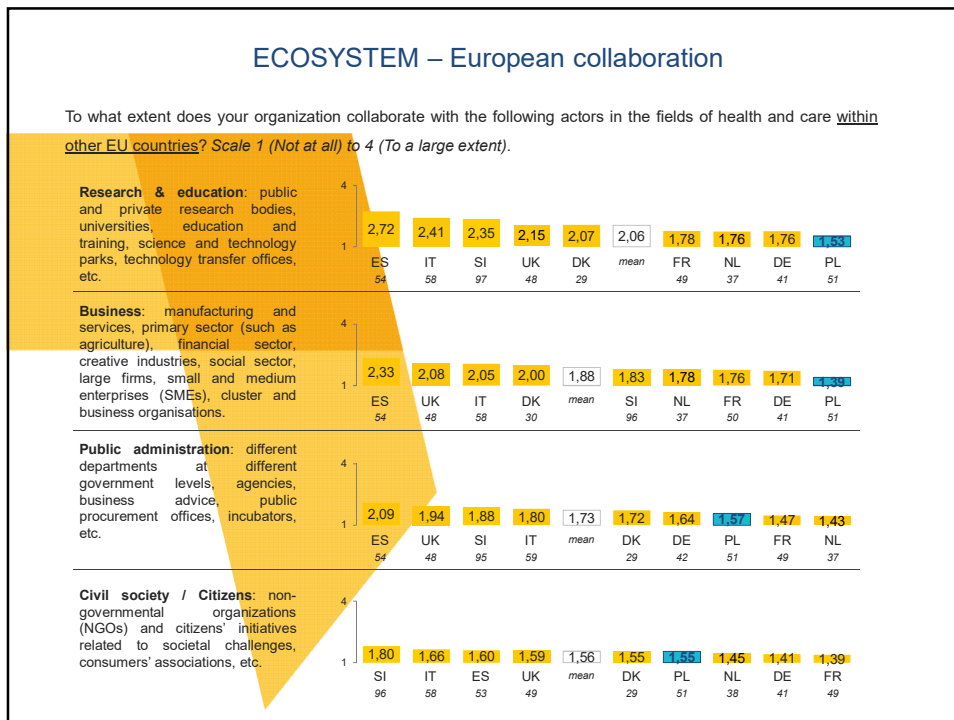 ECOSYSTEM – European collaboration
To what extent does your organization collaborate with the following actors in the fields of health and care within
other EU countries? Scale 1 (Not at all) to 4 (To a large extent).
Research & education: public
and private research bodies,
universities, education and
training, science and technology
parks, technology transfer offices,
etc.
4
1
2,72 2,41 2,35 2,15 2,07 2,06 1,78 1,76 1,76 1,53
ES IT SI UK DK mean FR NL DE PL
54 58 97 48 29 49 37 41 51
Business: manufacturing and
services, primary sector (such as
agriculture), financial sector,
creative industries, social sector,
large firms, small and medium
enterprises (SMEs), cluster and
business organisations.
4
1
2,33 2,08 2,05 2,00 1,88 1,83 1,78 1,76 1,71 1,39
ES UK IT DK mean SI NL FR DE PL
54 48 58 30 96 37 50 41 51
Public administration: different
departments at different
government levels, agencies,
business advice, public
procurement offices, incubators,
etc.
4
1
2,09 1,94 1,88 1,80 1,73 1,72 1,64 1,57 1,47 1,43
ES UK SI IT mean DK DE PL FR NL
54 48 95 59 29 42 51 49 37
Civil society / Citizens: non-
governmental organizations
(NGOs) and citizens' initiatives
related to societal challenges,
consumers' associations, etc.
4
1
1,80 1,66 1,60 1,59 1,56 1,55 1,55 1,45 1,41 1,39
SI IT ES UK mean DK PL NL DE FR
96 58 53 49 29 51 38 41 49